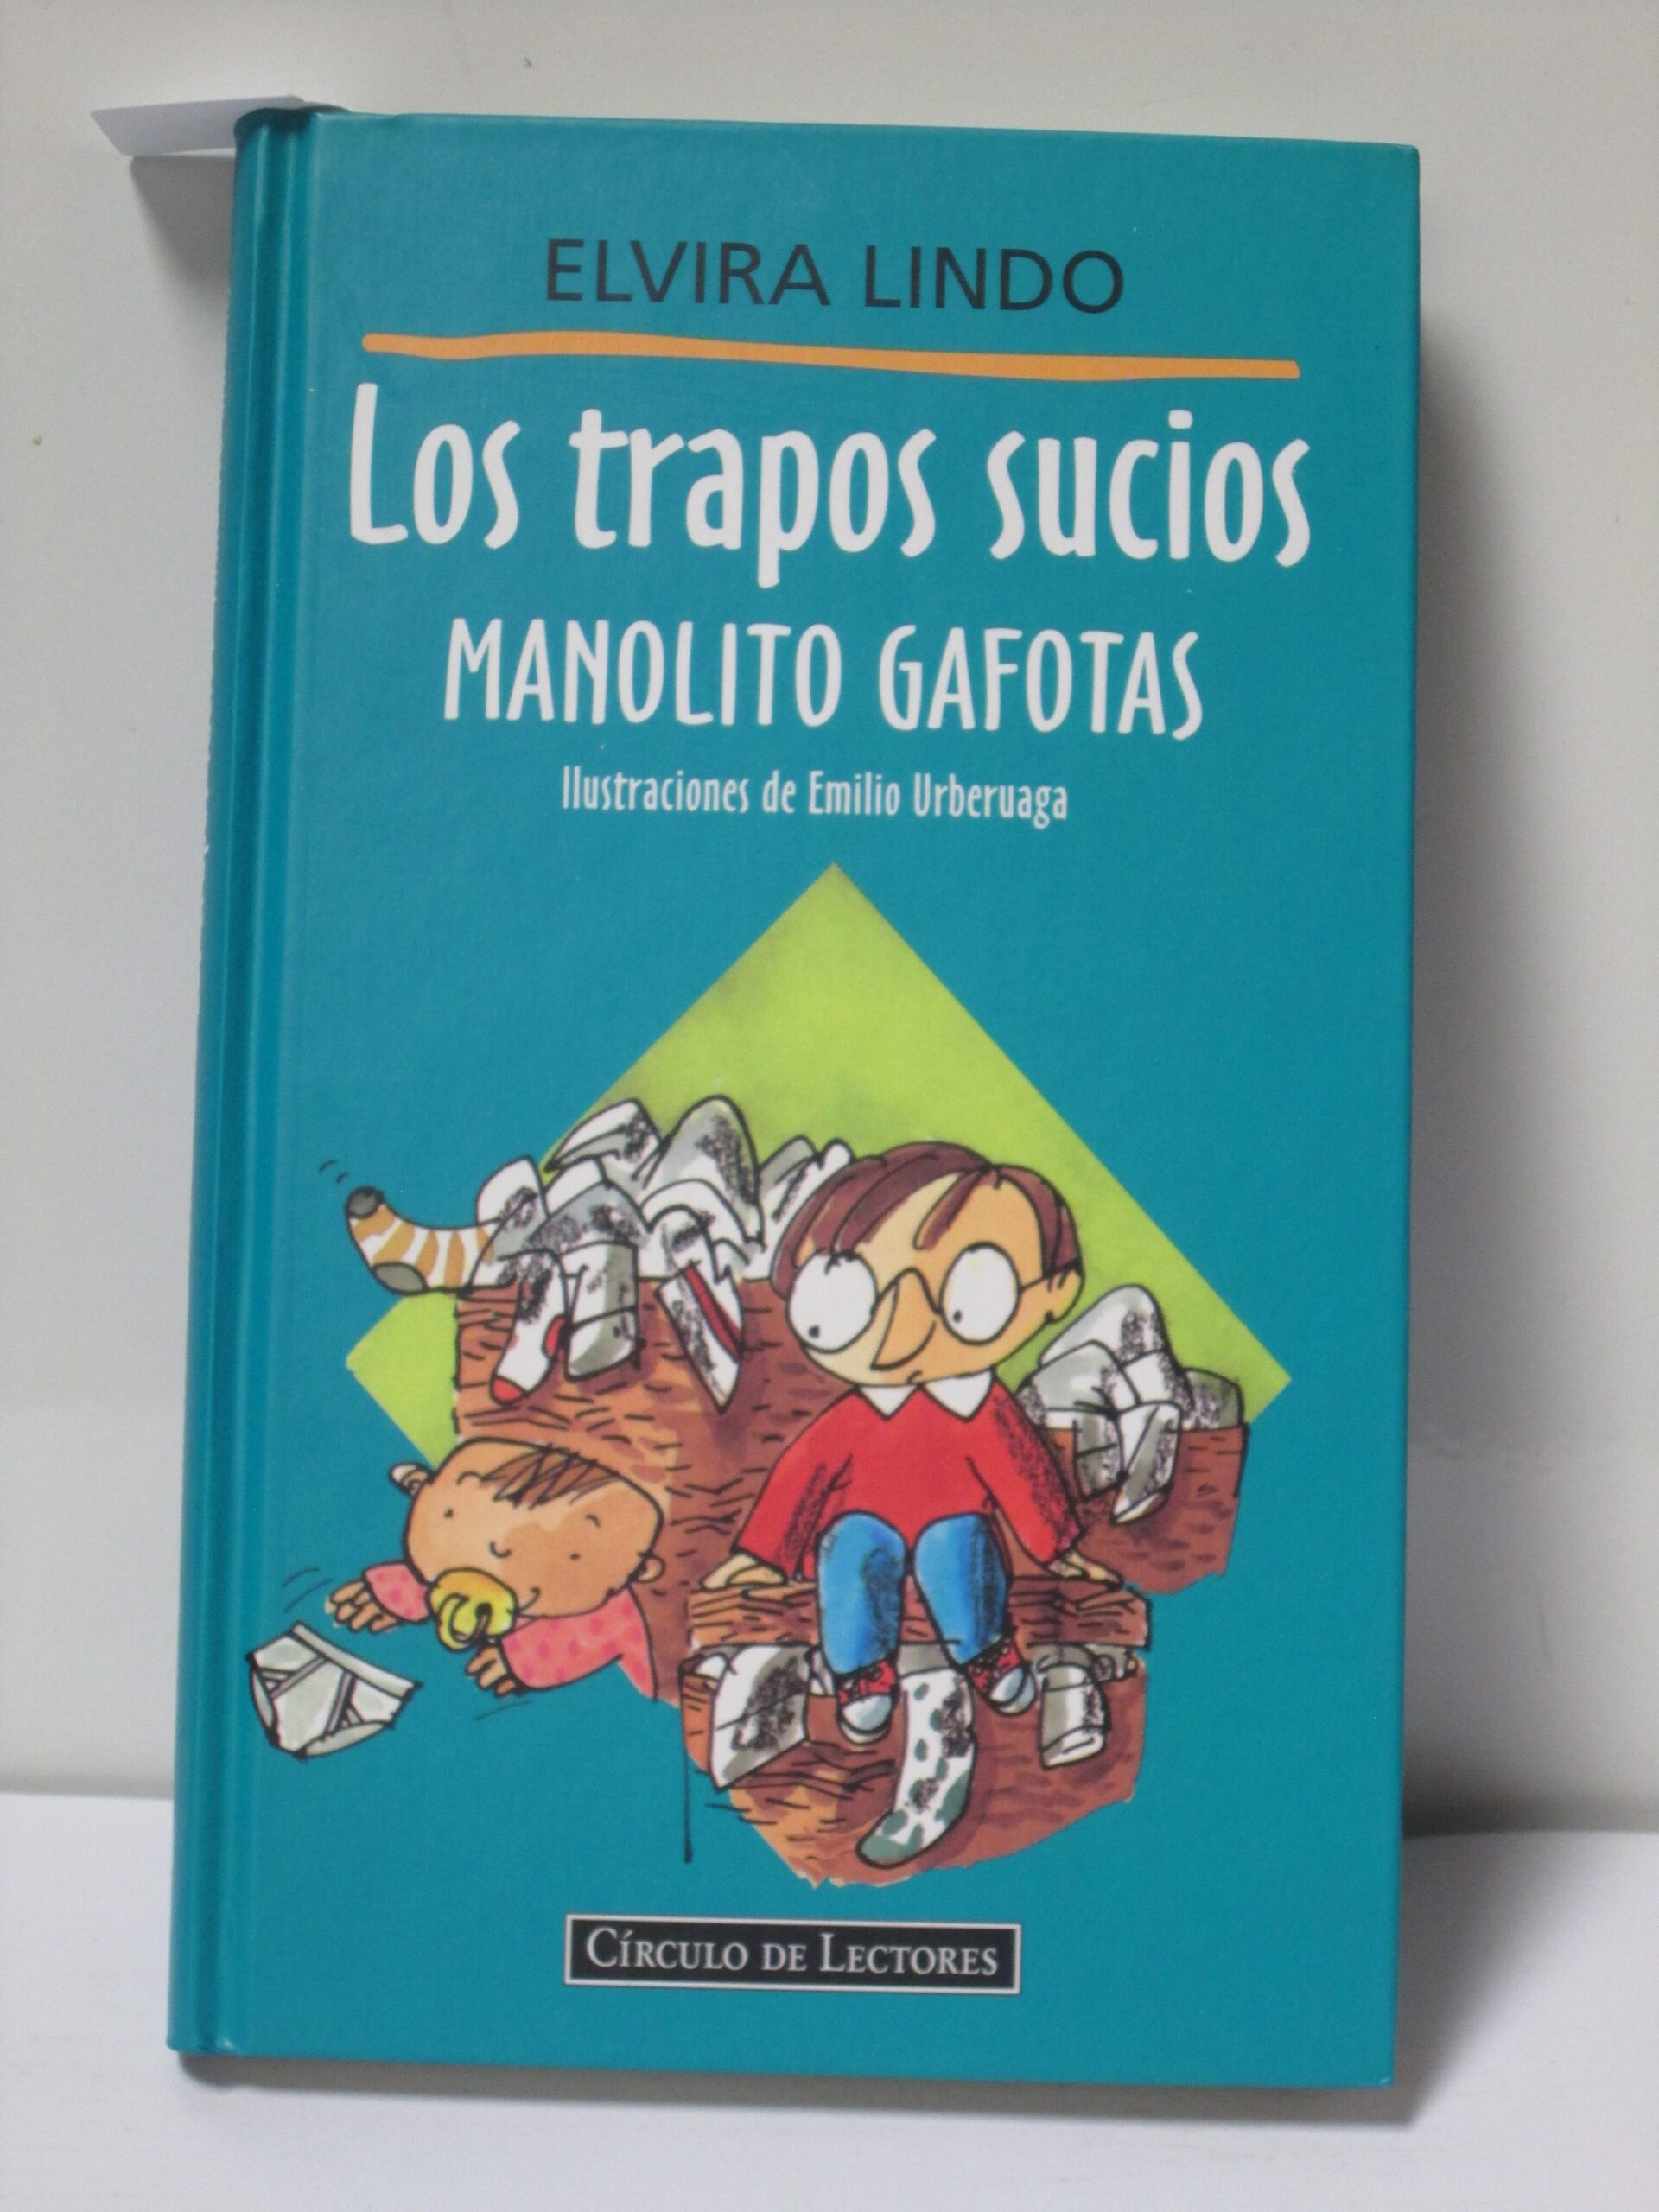 ELVIRA LINDO
Los trapos sucios
MANOLITO GAFOTAS
Ilustraciones de Emilio Urberuaga
CÍRCULO DE LECTORES